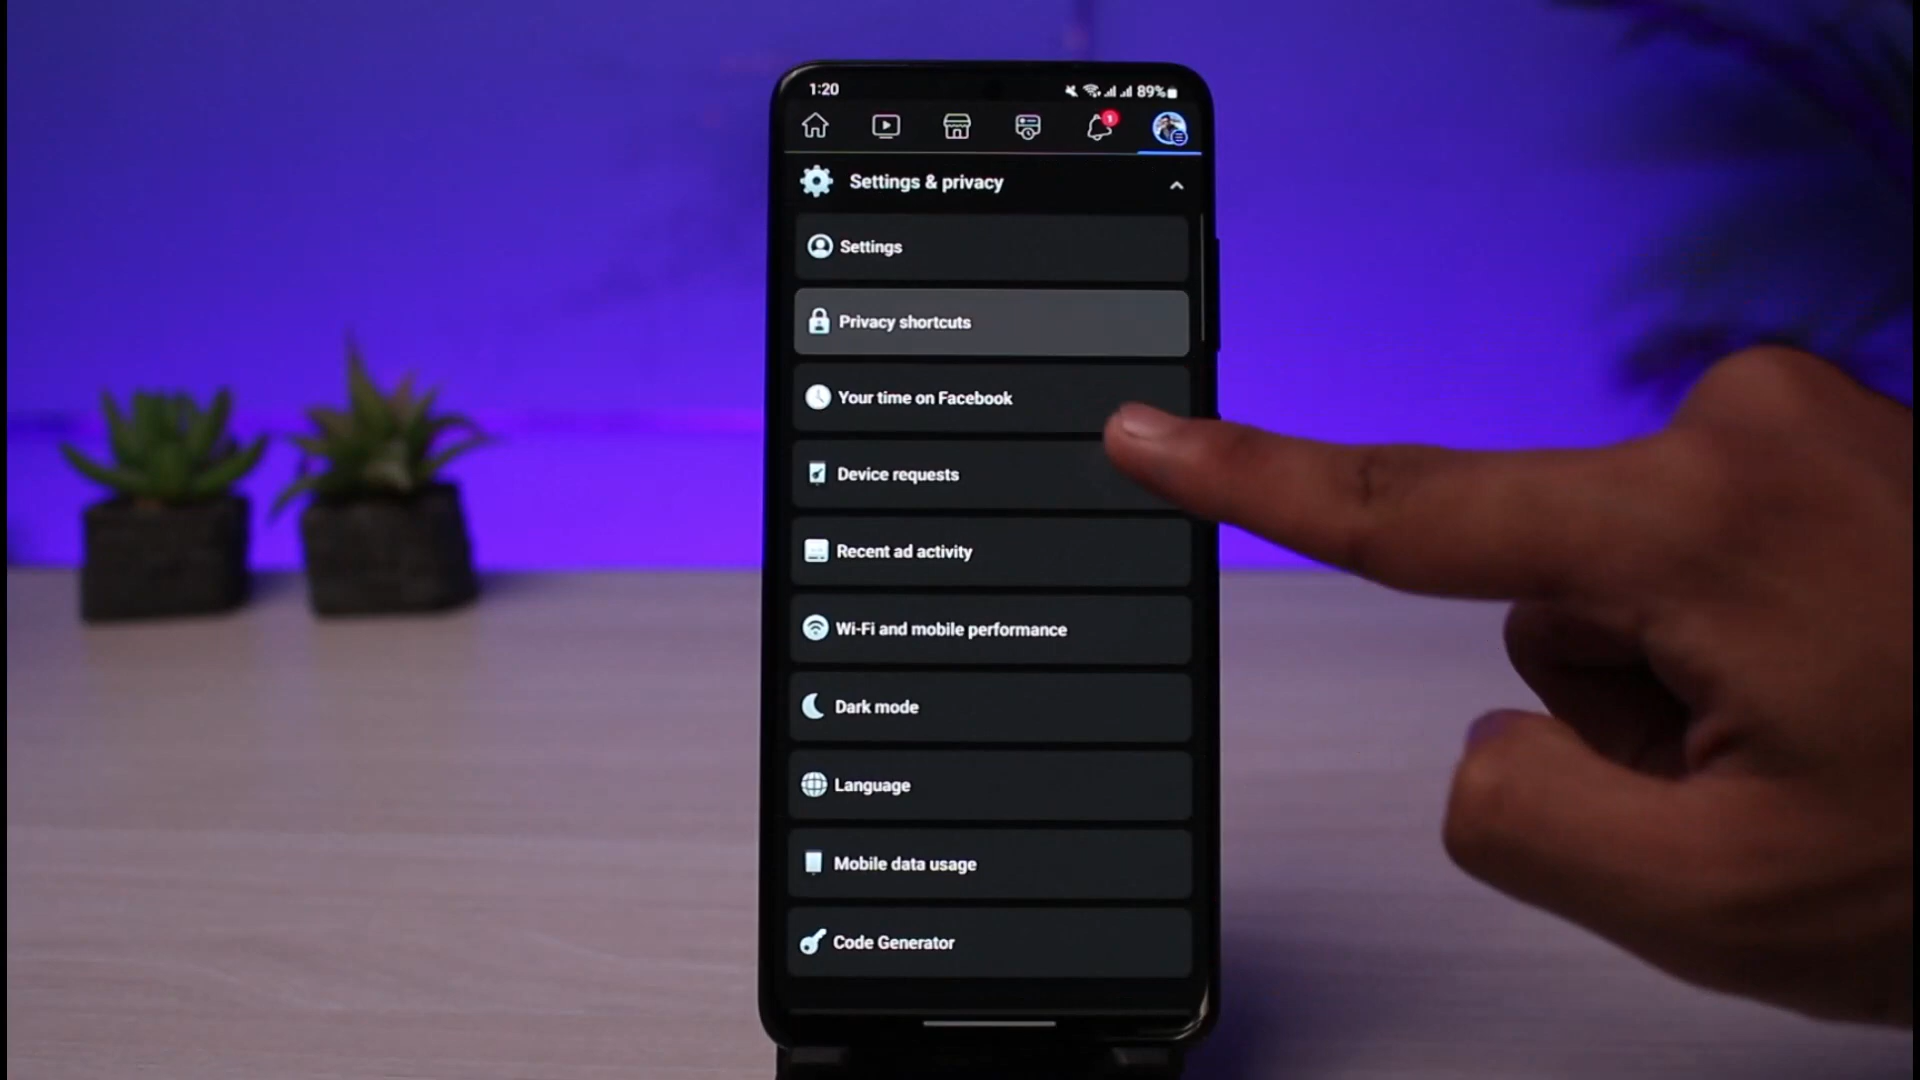 1:20
89%
1
Settings & privacy
Settings
Privacy shortcuts
Your time on Facebook
Device requests
Recent ad activity
Wi-Fi and mobile performance
Dark mode
Language
Mobile data usage
Code Generator